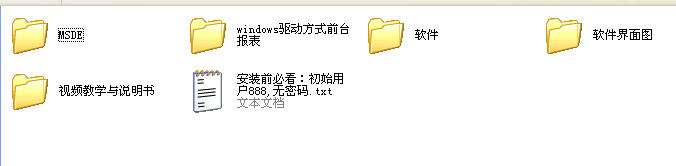 MSDE
windows驱动方式前台
报表
软件
软件界面图
视频教学与说明书
安装前必看：初始用
户888,无密码.txt
文本文档